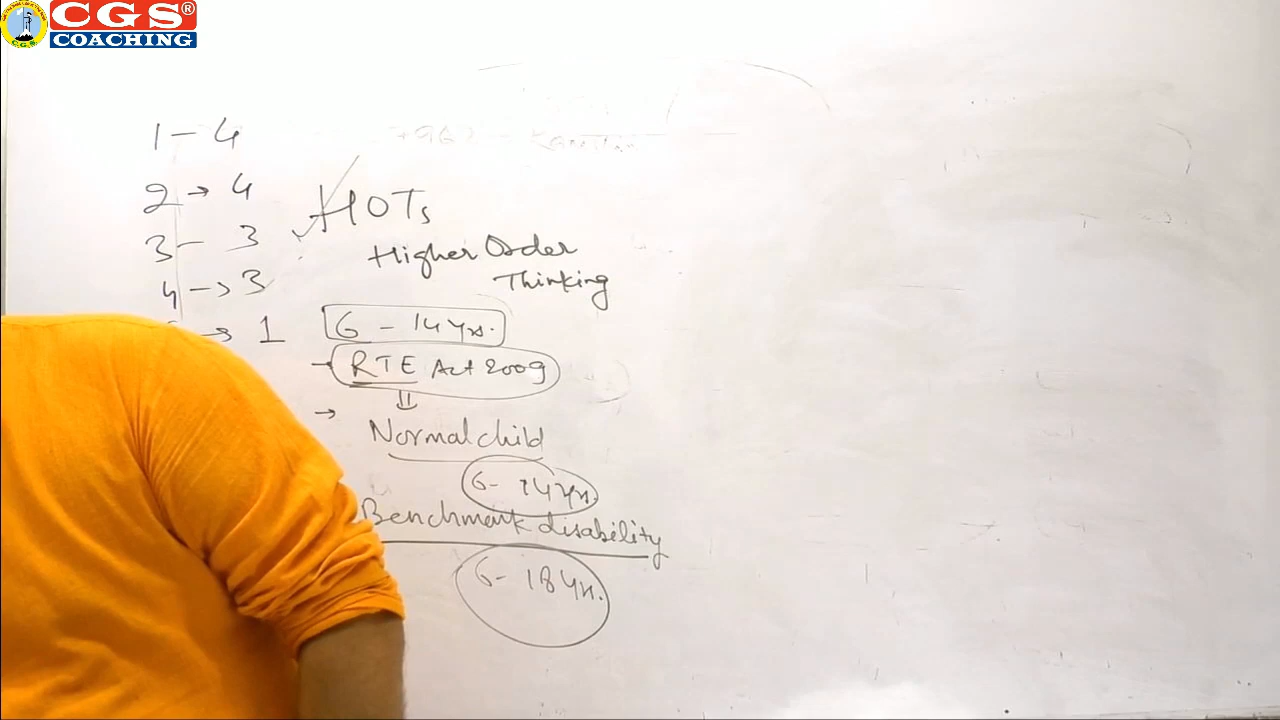 CGS®
COACHING
C.G.S.
1 - 4
2 → 4
3 - 3
4 → 3
→ 1
HOTs
Higher Order
Thinking
6 - 14 yrs.
→ RTE Act 2009
⇓
→
Normal child
6 - 14 yrs.
Benchmark disability
6 - 18 yrs.